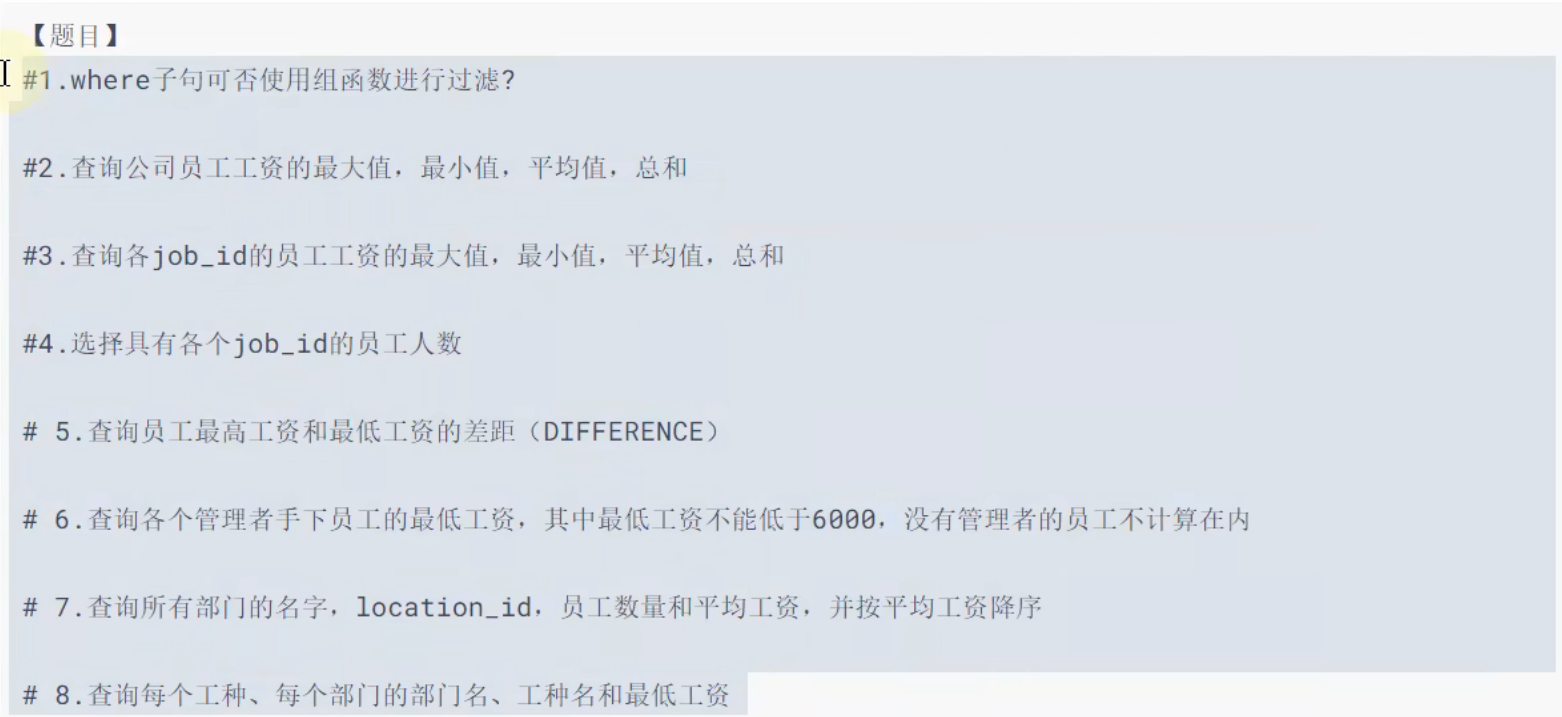 【题目】
#1.where子句可否使用组函数进行过滤?
#2.查询公司员工工资的最大值，最小值，平均值，总和
#3.查询各job_id的员工工资的最大值，最小值，平均值，总和
#4.选择具有各个job_id的员工人数
# 5.查询员工最高工资和最低工资的差距（DIFFERENCE）
# 6.查询各个管理者手下员工的最低工资，其中最低工资不能低于6000，没有管理者的员工不计算在内
# 7.查询所有部门的名字，location_id，员工数量和平均工资，并按平均工资降序
# 8.查询每个工种、每个部门的部门名、工种名和最低工资